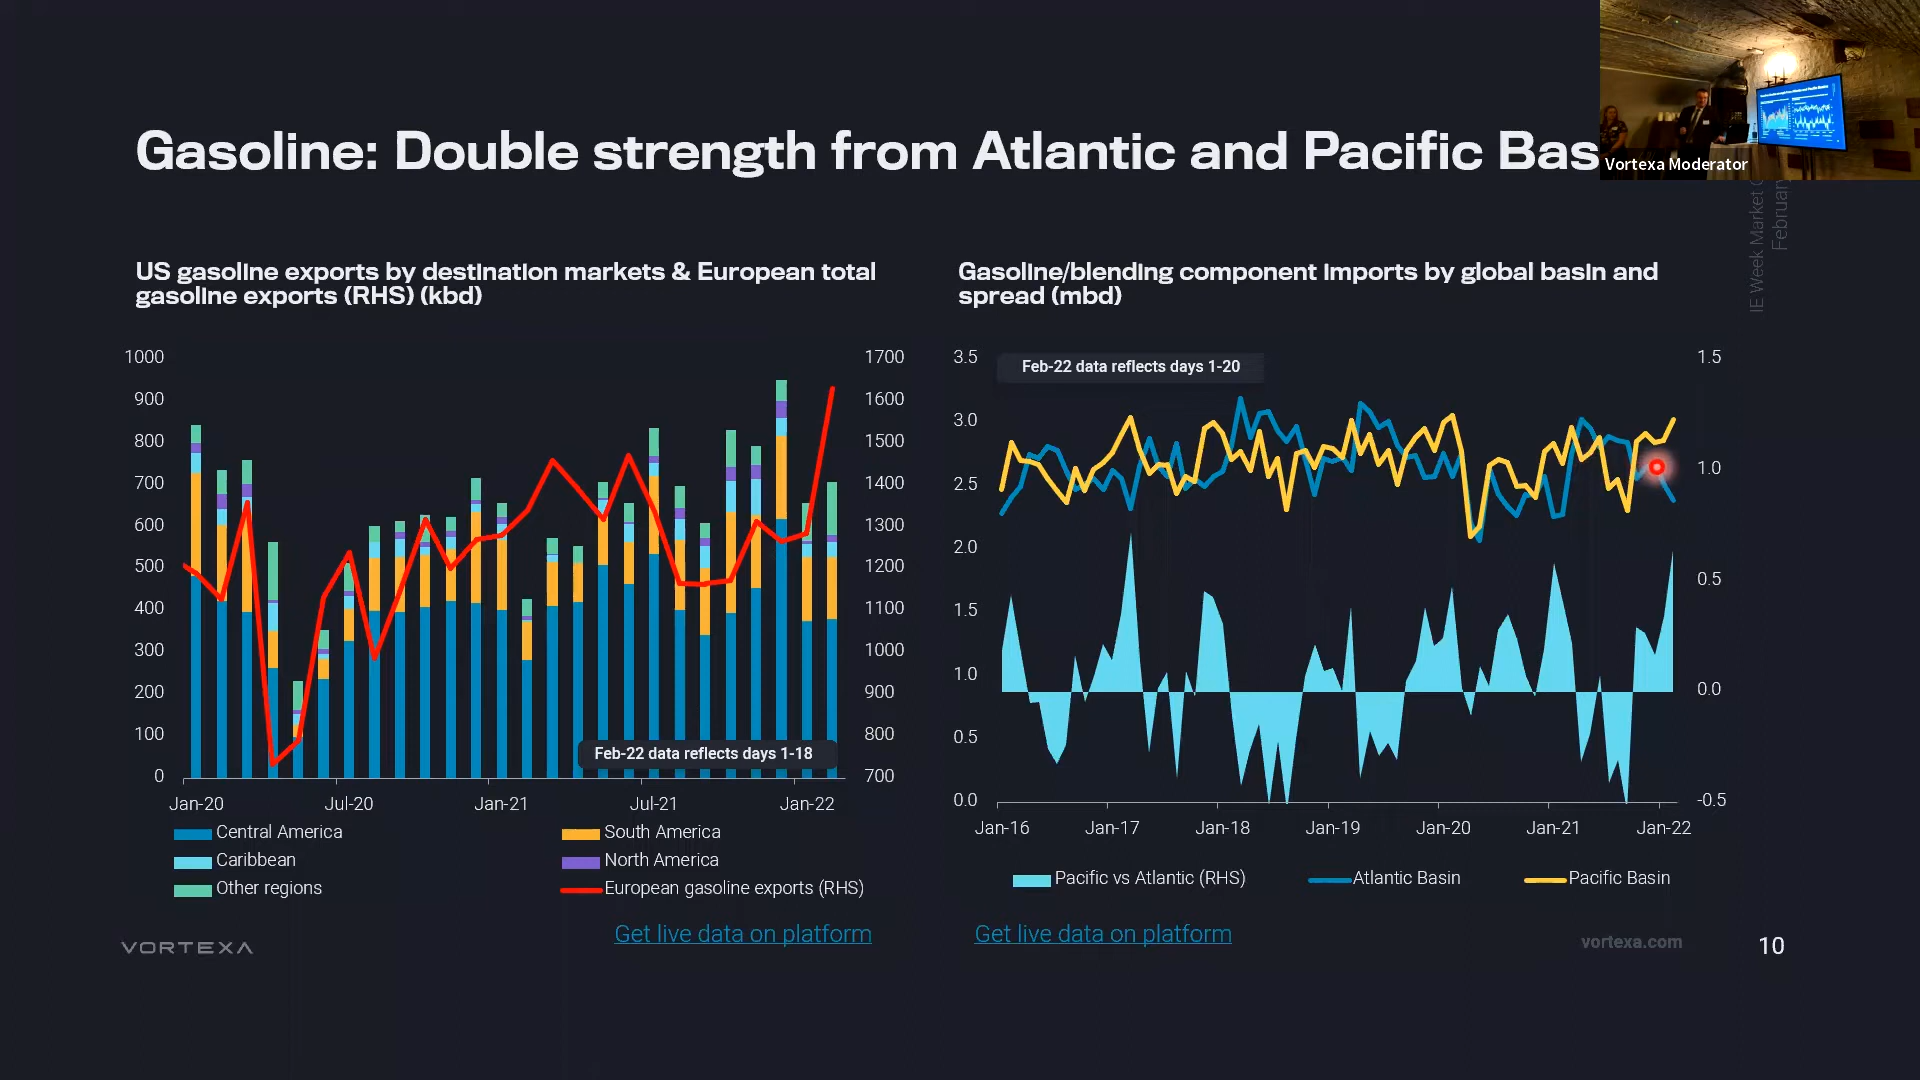 Gasoline: Double strength from Atlantic and Pacific Bas
Vortexa Moderator
IE Week Market
February
US gasoline exports by destination markets & European total
gasoline exports (RHS) (kbd)
1000
900
800
700
600
500
400
300
200
100
0
1700
1600
1500
1400
1300
1200
1100
1000
900
800
700
Feb-22 data reflects days 1-18
Jan-20
Jul-20
Jan-21
Jul-21
Jan-22
Central America
South America
Caribbean
North America
Other regions
European gasoline exports (RHS)
Get live data on platform
Gasoline/blending component imports by global basin and
spread (mbd)
3.5
3.0
2.5
2.0
1.5
1.0
0.5
0.0
1.5
1.0
0.5
0.0
-0.5
Feb-22 data reflects days 1-20
Jan-16
Jan-17
Jan-18
Jan-19
Jan-20
Jan-21
Jan-22
Pacific vs Atlantic (RHS)
Atlantic Basin
Pacific Basin
Get live data on platform
VORTEXA
vortexa.com
10